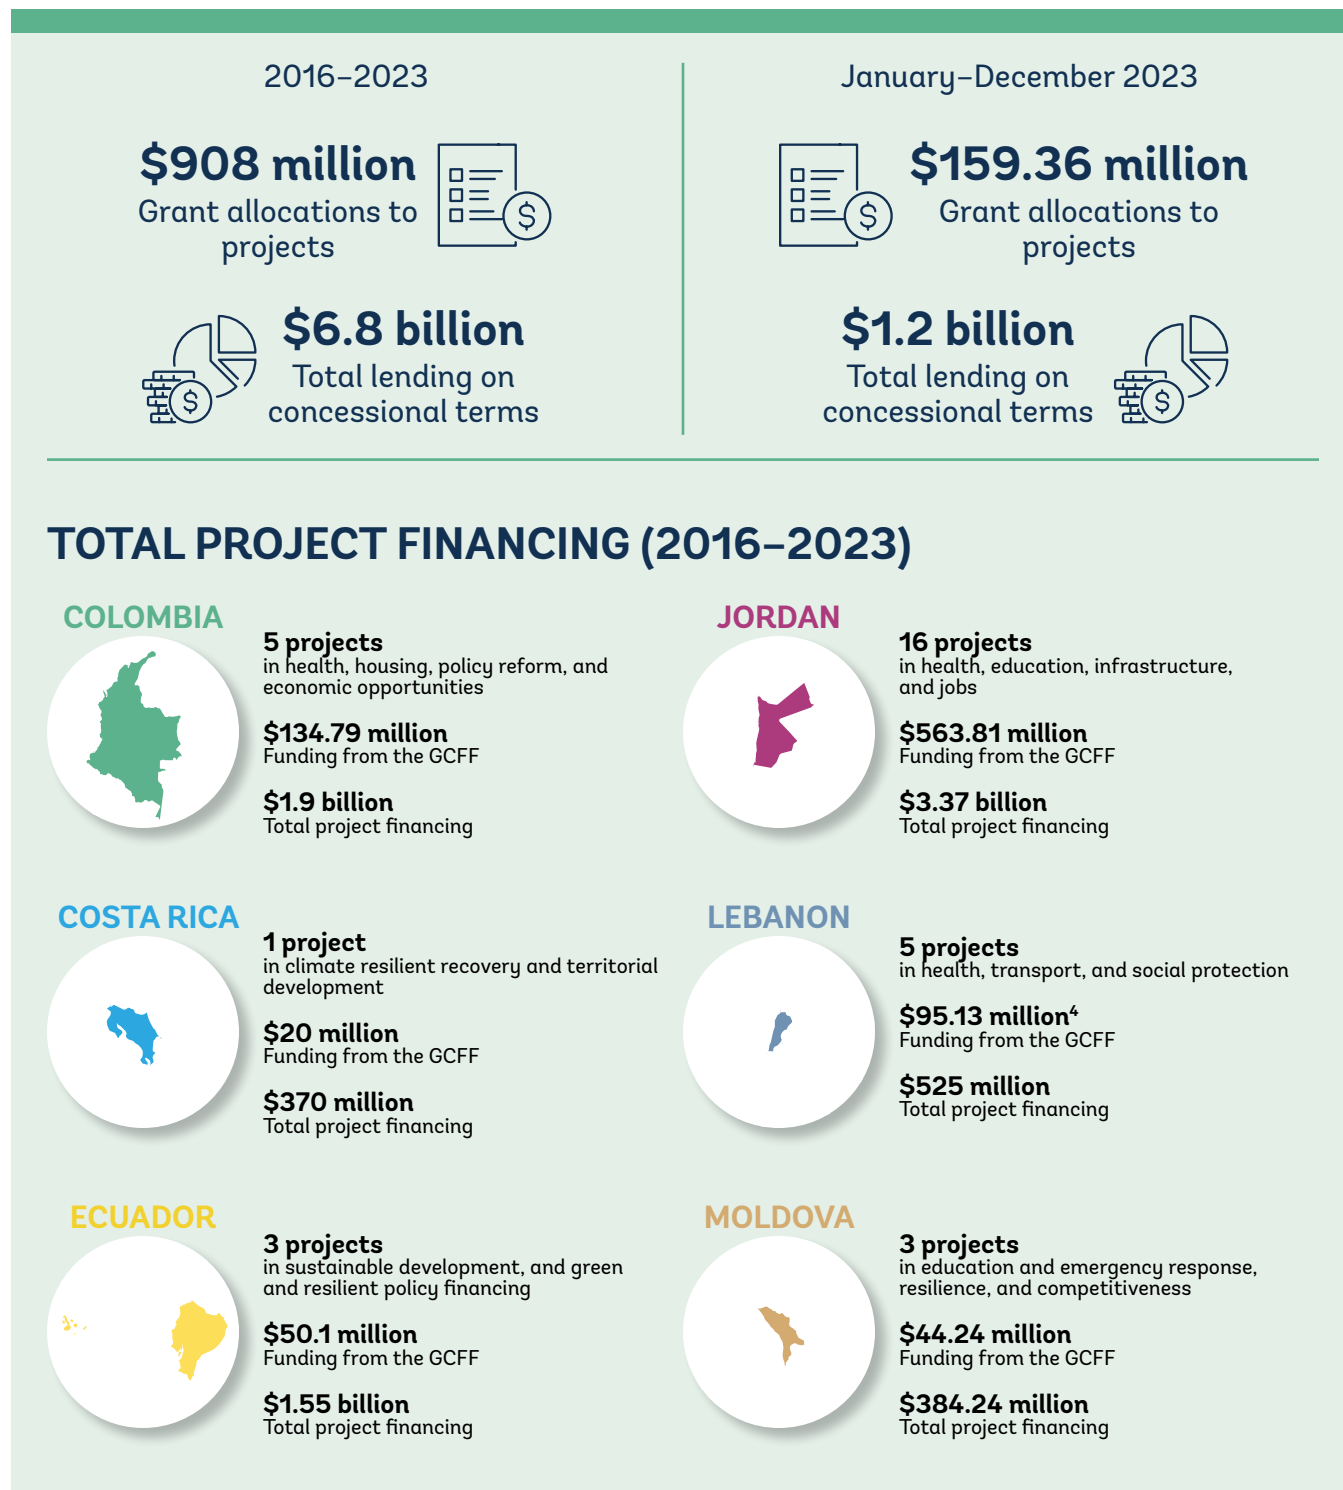 2016–2023
$908 million
Grant allocations to
projects
$6.8 billion
Total lending on
concessional terms
January–December 2023
$159.36 million
Grant allocations to
projects
$1.2 billion
Total lending on
concessional terms
TOTAL PROJECT FINANCING (2016–2023)
COLOMBIA
5 projects
in health, housing, policy reform, and
economic opportunities
$134.79 million
Funding from the GCFF
$1.9 billion
Total project financing
JORDAN
16 projects
in health, education, infrastructure,
and jobs
$563.81 million
Funding from the GCFF
$3.37 billion
Total project financing
COSTA RICA
1 project
in climate resilient recovery and territorial
development
$20 million
Funding from the GCFF
$370 million
Total project financing
LEBANON
5 projects
in health, transport, and social protection
$95.13 million⁴
Funding from the GCFF
$525 million
Total project financing
ECUADOR
3 projects
in sustainable development, and green
and resilient policy financing
$50.1 million
Funding from the GCFF
$1.55 billion
Total project financing
MOLDOVA
3 projects
in education and emergency response,
resilience, and competitiveness
$44.24 million
Funding from the GCFF
$384.24 million
Total project financing